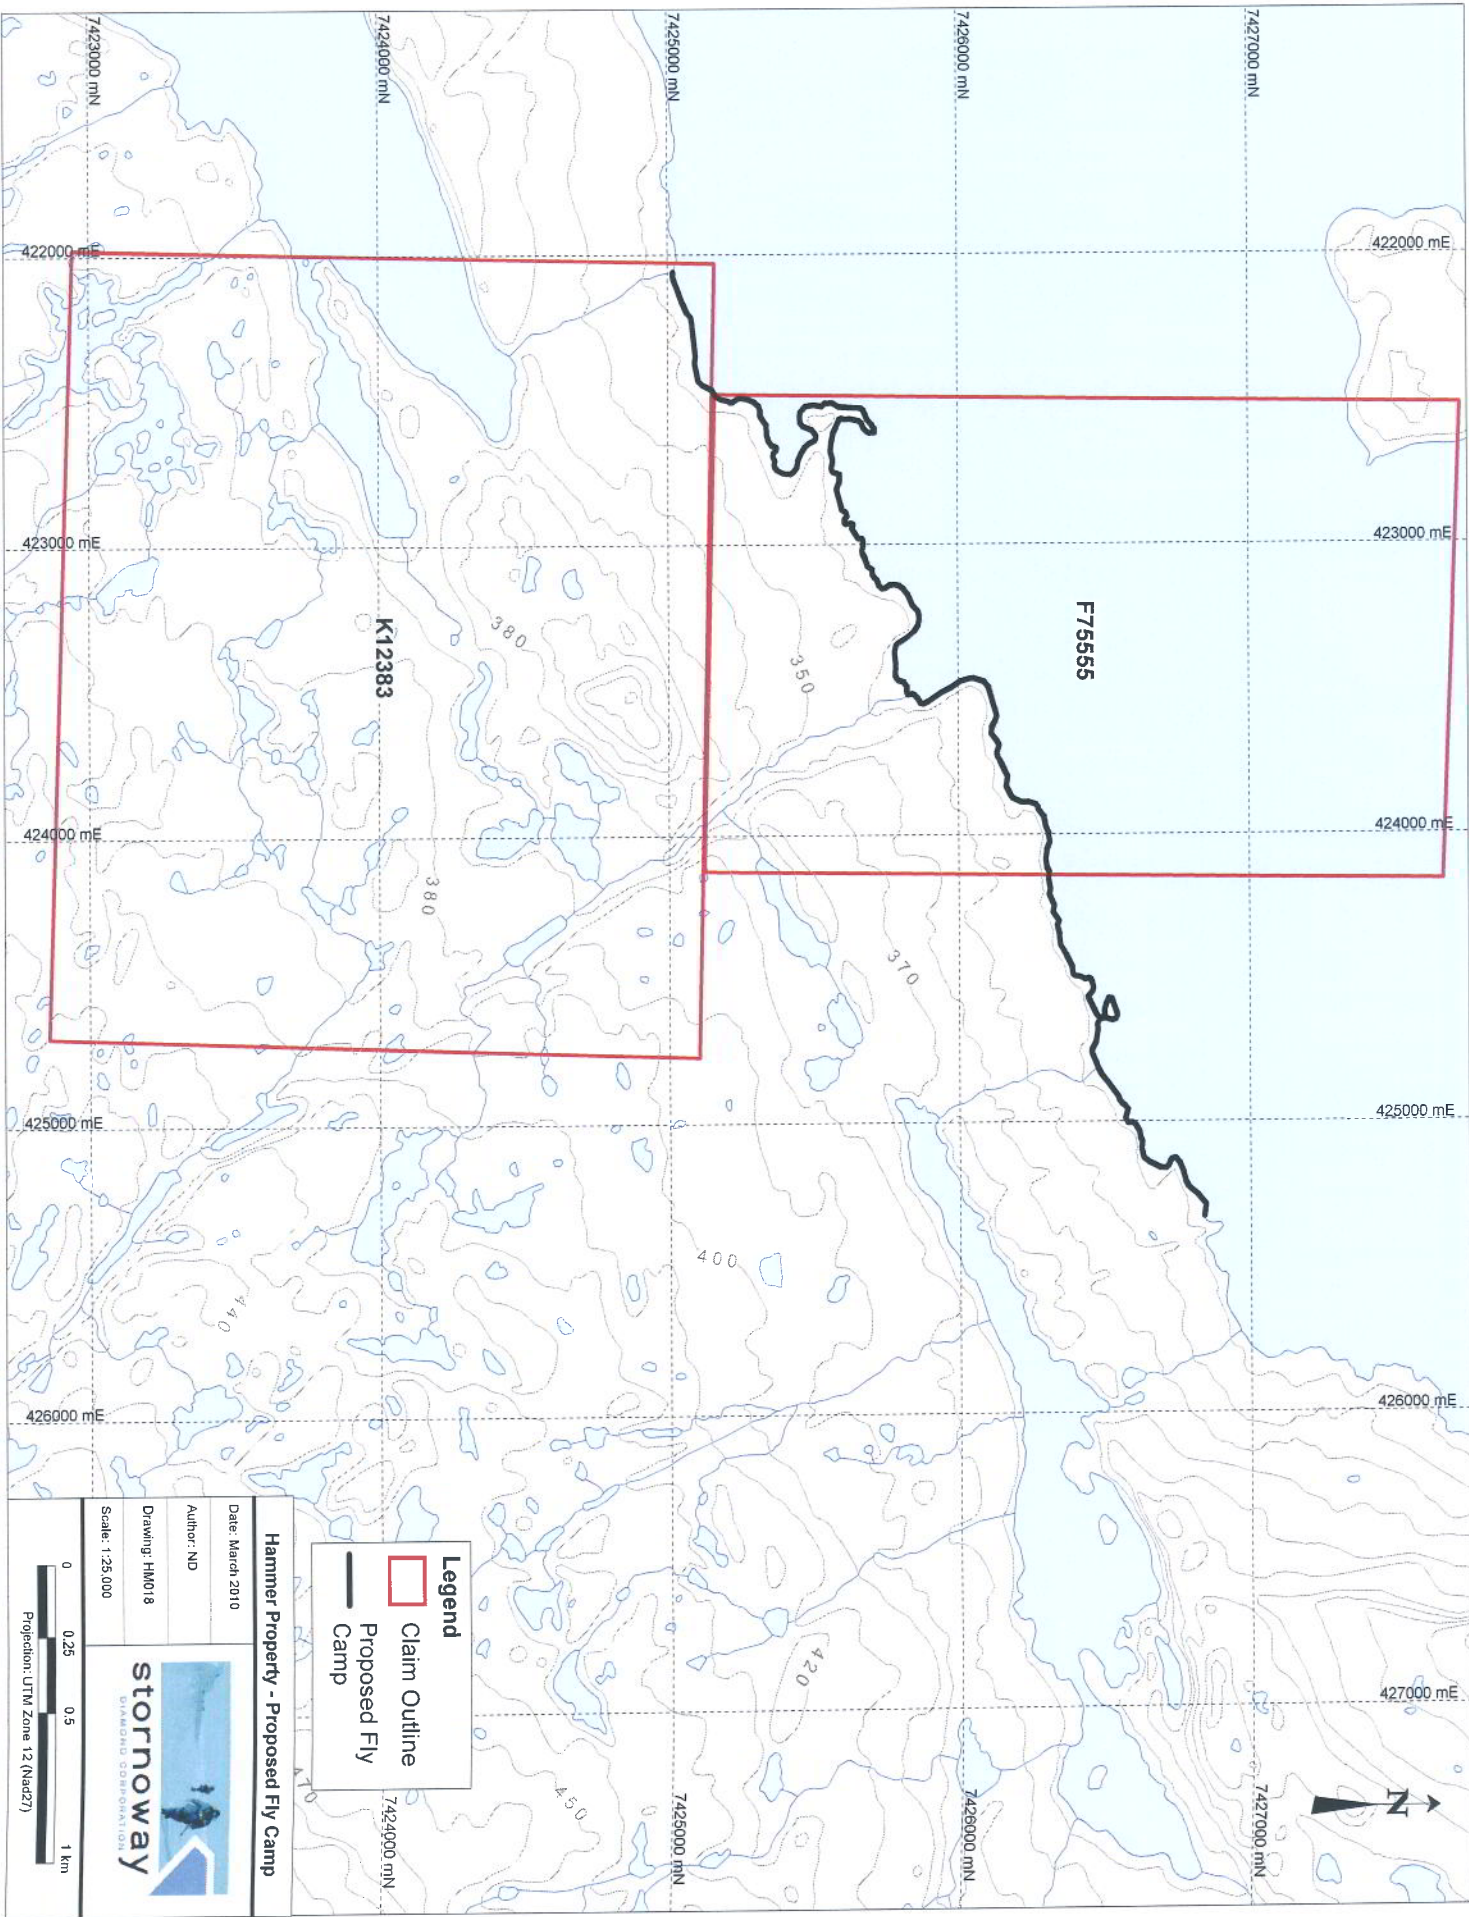 7427000 mN
7426000 mN
7425000 mN
7424000 mN
7423000 mN
422000 mE
423000 mE
424000 mE
425000 mE
426000 mE
427000 mE
422000 mE
423000 mE
424000 mE
425000 mE
426000 mE
7427000 mN
7426000 mN
7425000 mN
7424000 mN
F75555
K12383
350
380
380
370
400
440
420
450
470
N
Legend
Claim Outline
Proposed Fly
Camp
Hammer Property - Proposed Fly Camp
Date: March 2010
Author: ND
Drawing: HM018
Scale: 1:25,000
stornoway
DIAMOND CORPORATION
0 0.25 0.5 1 km
Projection: UTM Zone 12 (Nad27)